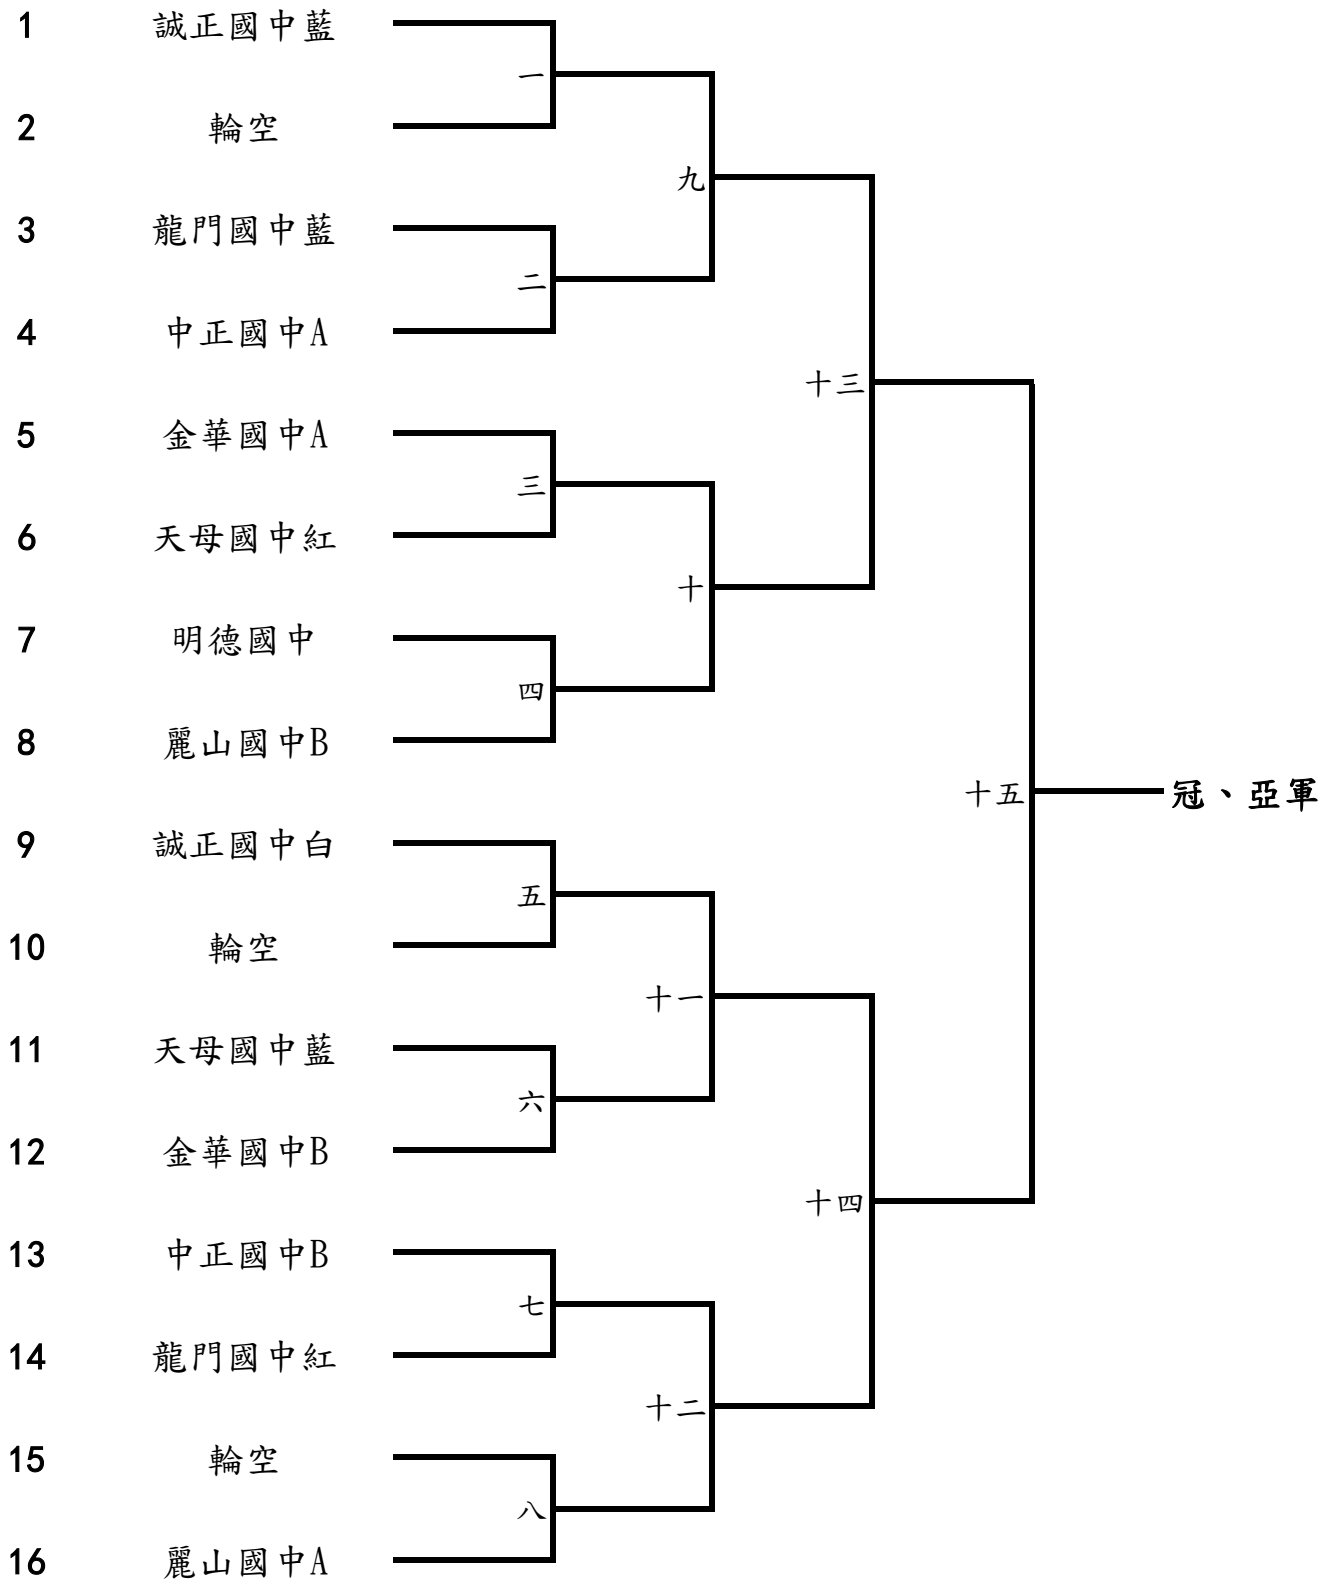 1 誠正國中藍
一
2 輪空
九
3 龍門國中藍
二
4 中正國中A
十三
5 金華國中A
三
6 天母國中紅
十
7 明德國中
四
8 麗山國中B
十五 冠、亞軍
9 誠正國中白
五
10 輪空
十一
11 天母國中藍
六
12 金華國中B
十四
13 中正國中B
七
14 龍門國中紅
十二
15 輪空
八
16 麗山國中A